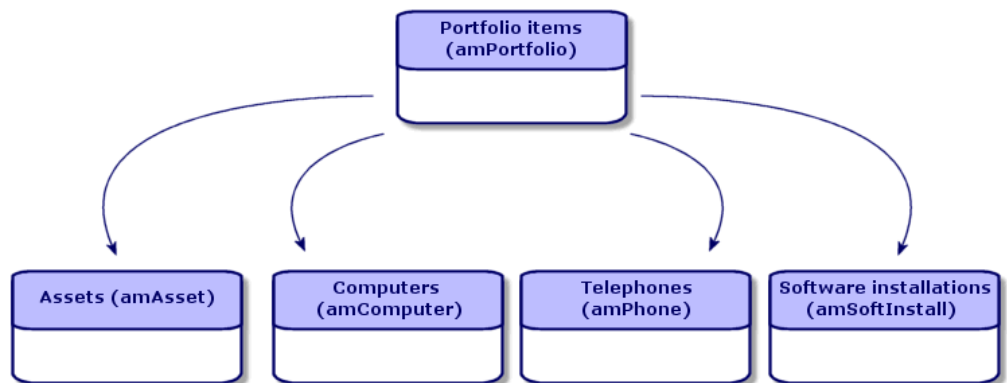 Portfolio items
(amPortfolio)
Assets (amAsset)
Computers
(amComputer)
Telephones
(amPhone)
Software installations
(amSoftInstall)